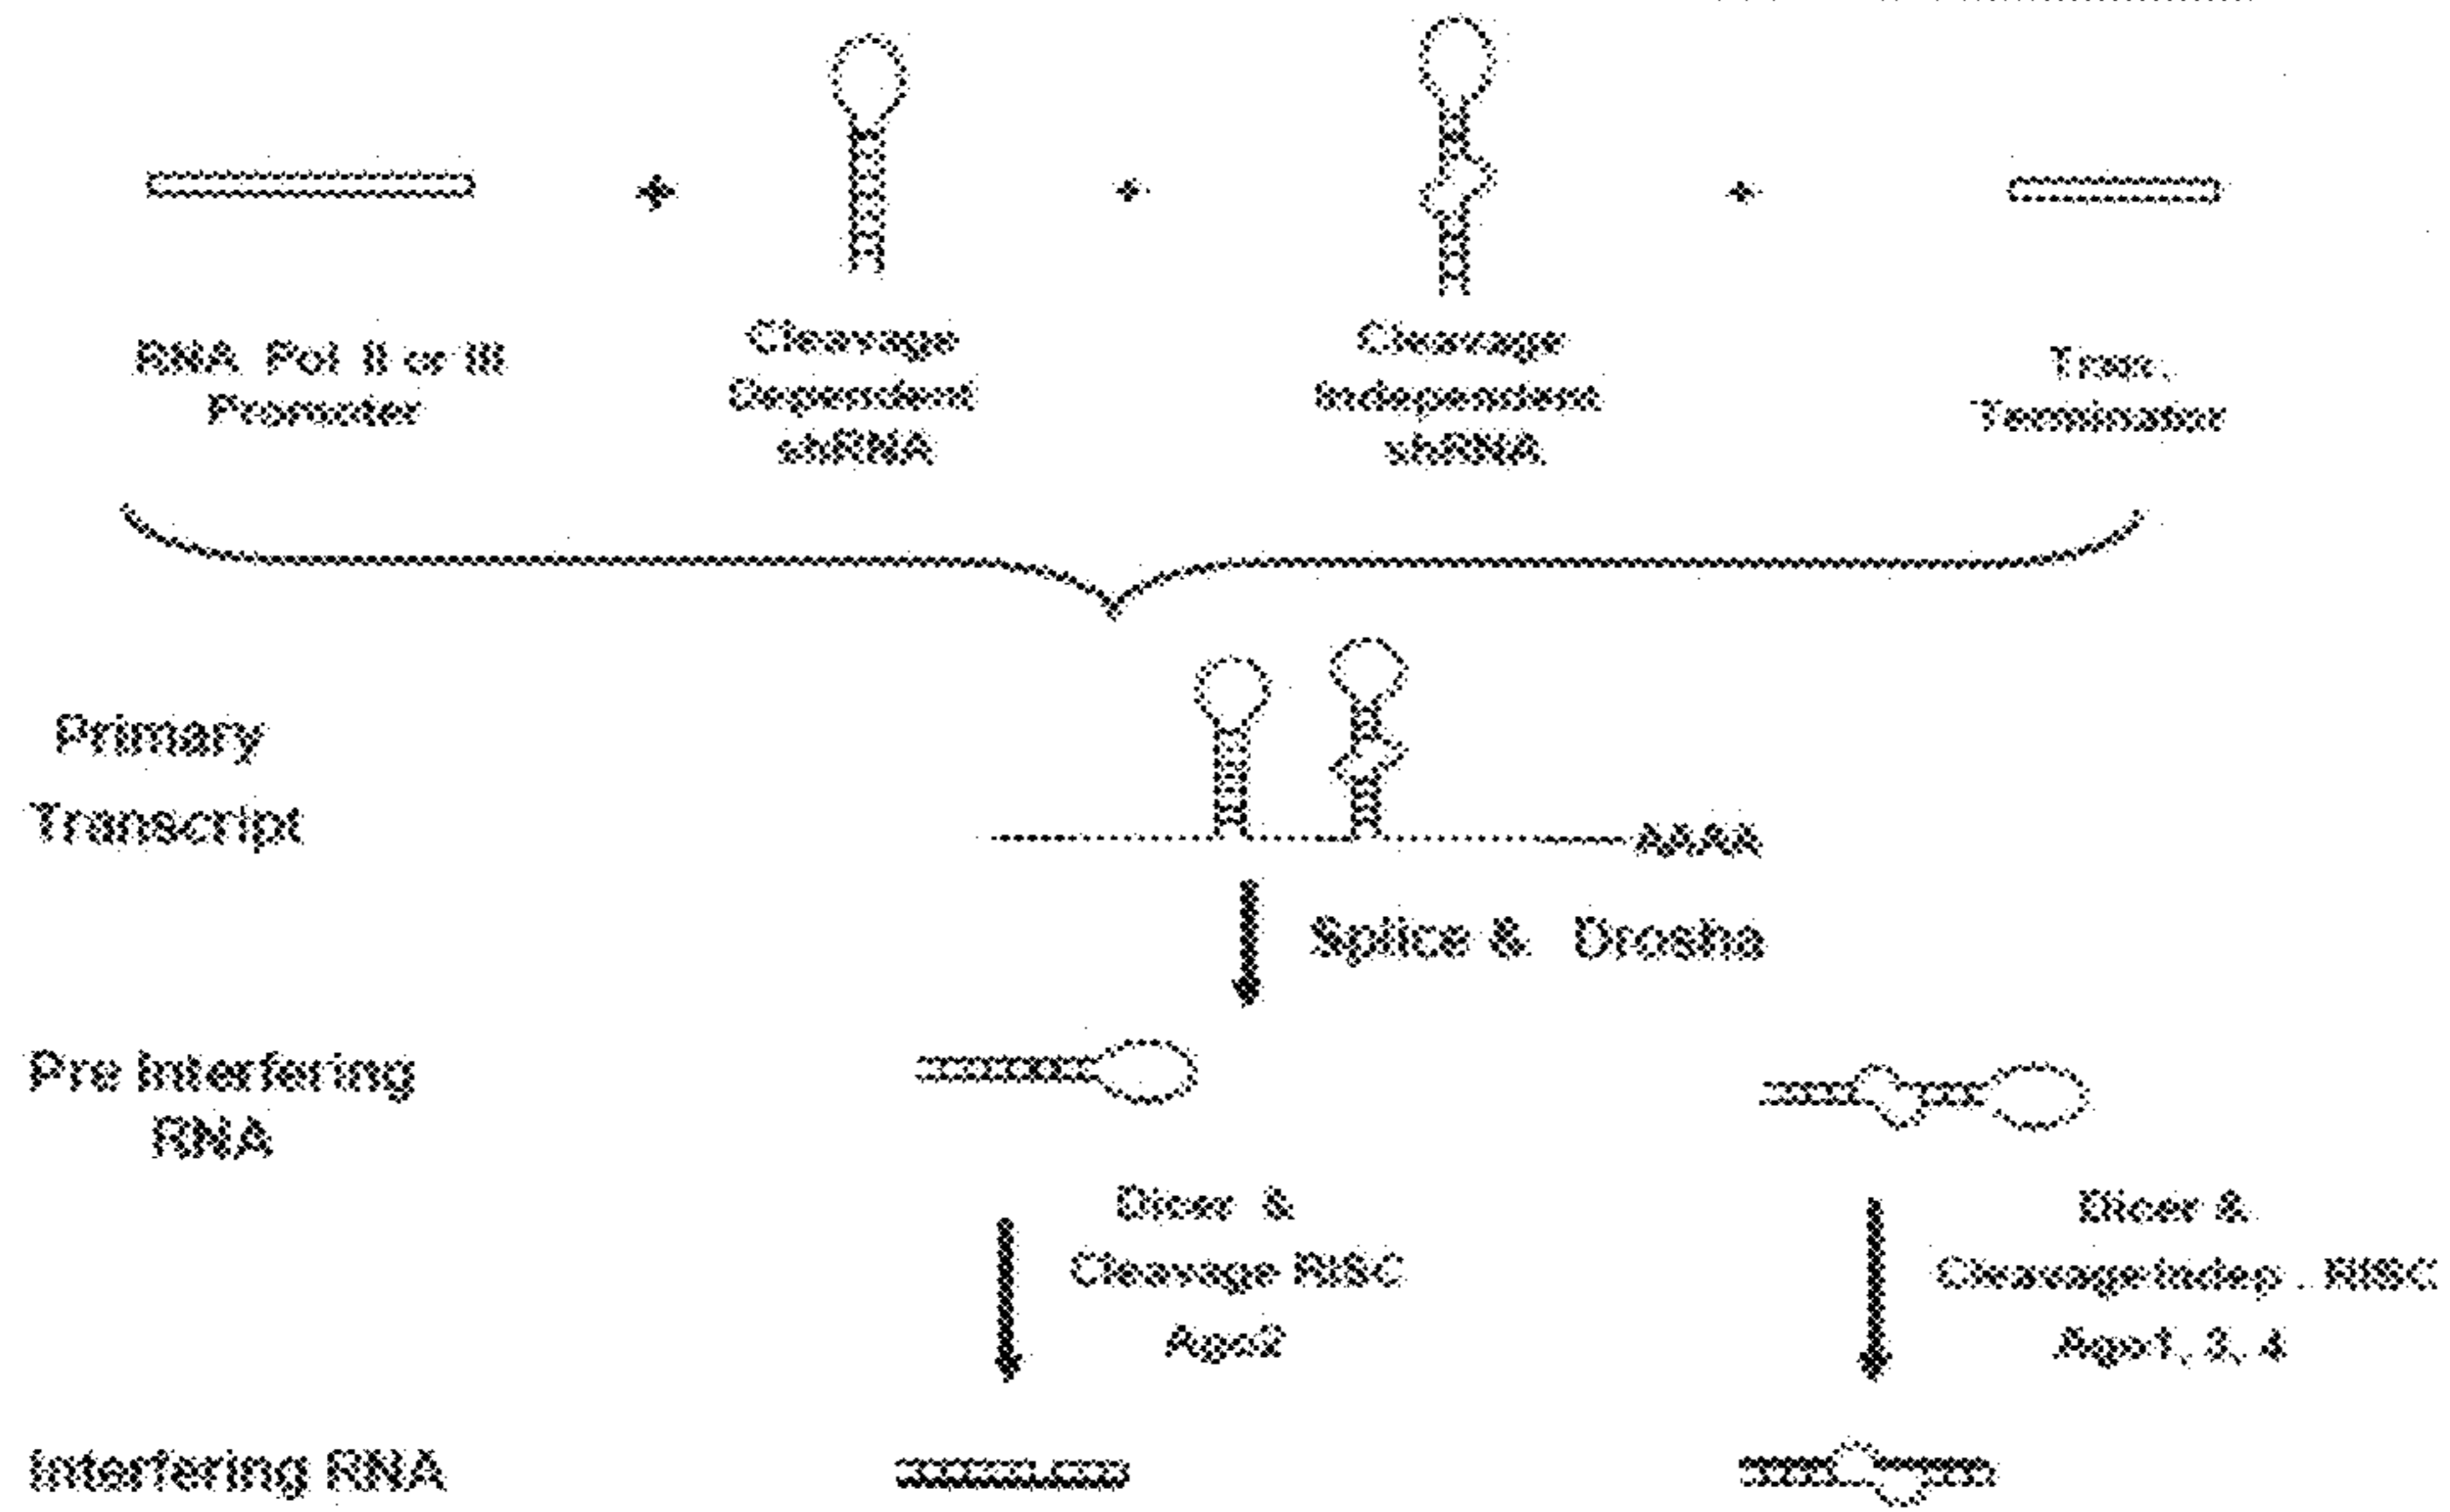 RNA Pol II or III
Promoter
Cleavage
Dependent
shRNA
Cleavage
Independent
shRNA
Tran.
Terminator
Primary
Transcript
AAAA
Splice & Drosha
Pre Interfering
RNA
Dicer &
Cleavage RISC
Ago2
Dicer &
Cleavage Indep. RISC
Ago1, 3, 4
Interfering RNA